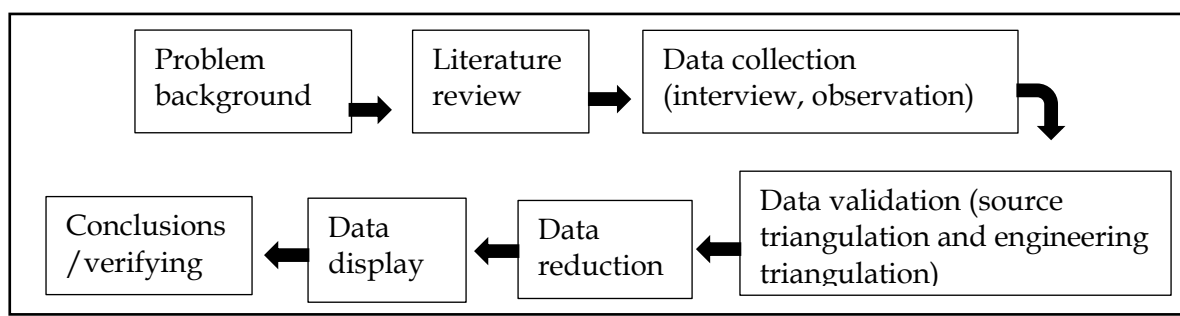 Problem
background
Literature
review
Data collection
(interview, observation)
Data validation (source
triangulation and engineering
triangulation)
Data
reduction
Data
display
Conclusions
/verifying